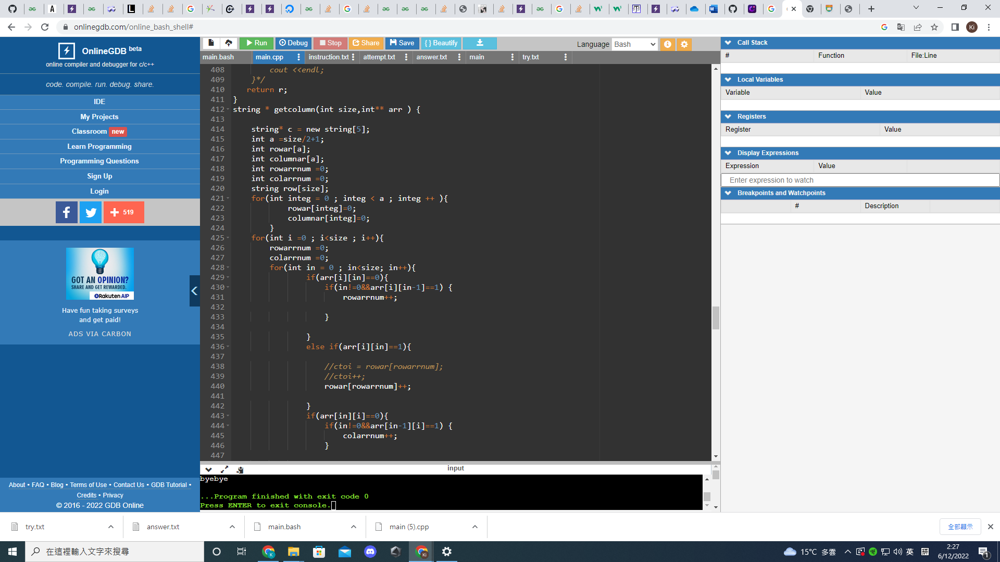 onlinegdb.com/online_bash_shell#
Ki
OnlineGDB beta
online compiler and debugger for c/c++
code. compile. run. debug. share.
IDE
My Projects
Classroom new
Learn Programming
Programming Questions
Sign Up
Login
519
GOT AN OPINION?
SHARE AND GET REWARDED.
Rakuten AIP
Have fun taking surveys
and get paid!
ADS VIA CARBON
About • FAQ • Blog • Terms of Use • Contact Us • GDB Tutorial •
Credits • Privacy
© 2016 - 2022 GDB Online
Run Debug Stop Share Save { } Beautify
Language Bash
main.bash main.cpp instruction.txt attempt.txt answer.txt main try.txt
408 cout <<endl;
409 }*/
410 return r;
411 }
412 string * getcolumn(int size,int** arr ) {
413
414 string* c = new string[5];
415 int a =size/2+1;
416 int rowar[a];
417 int columnar[a];
418 int rowarrnum =0;
419 int colarrnum =0;
420 string row[size];
421 for(int integ = 0 ; integ < a ; integ ++ ){
422 rowar[integ]=0;
423 columnar[integ]=0;
424 }
425 for(int i =0 ; i<size ; i++){
426 rowarrnum =0;
427 colarrnum =0;
428 for(int in = 0 ; in<size; in++){
429 if(arr[i][in]==0){
430 if(in!=0&&arr[i][in-1]==1) {
431 rowarrnum++;
432
433 }
434
435 }
436 else if(arr[i][in]==1){
437
438 //ctoi = rowar[rowarrnum];
439 //ctoi++;
440 rowar[rowarrnum]++;
441
442 }
443 if(arr[in][i]==0){
444 if(in!=0&&arr[in-1][i]==1) {
445 colarrnum++;
446 }
447
input
byebye
...Program finished with exit code 0
Press ENTER to exit console.
Call Stack
# Function File:Line
Local Variables
Variable Value
Registers
Register Value
Display Expressions
Expression Value
Enter expression to watch
Breakpoints and Watchpoints
# Description
try.txt answer.txt main.bash main (5).cpp 全部顯示
在這裡輸入文字來搜尋
15°C 多雲 英
2:27
6/12/2022
1